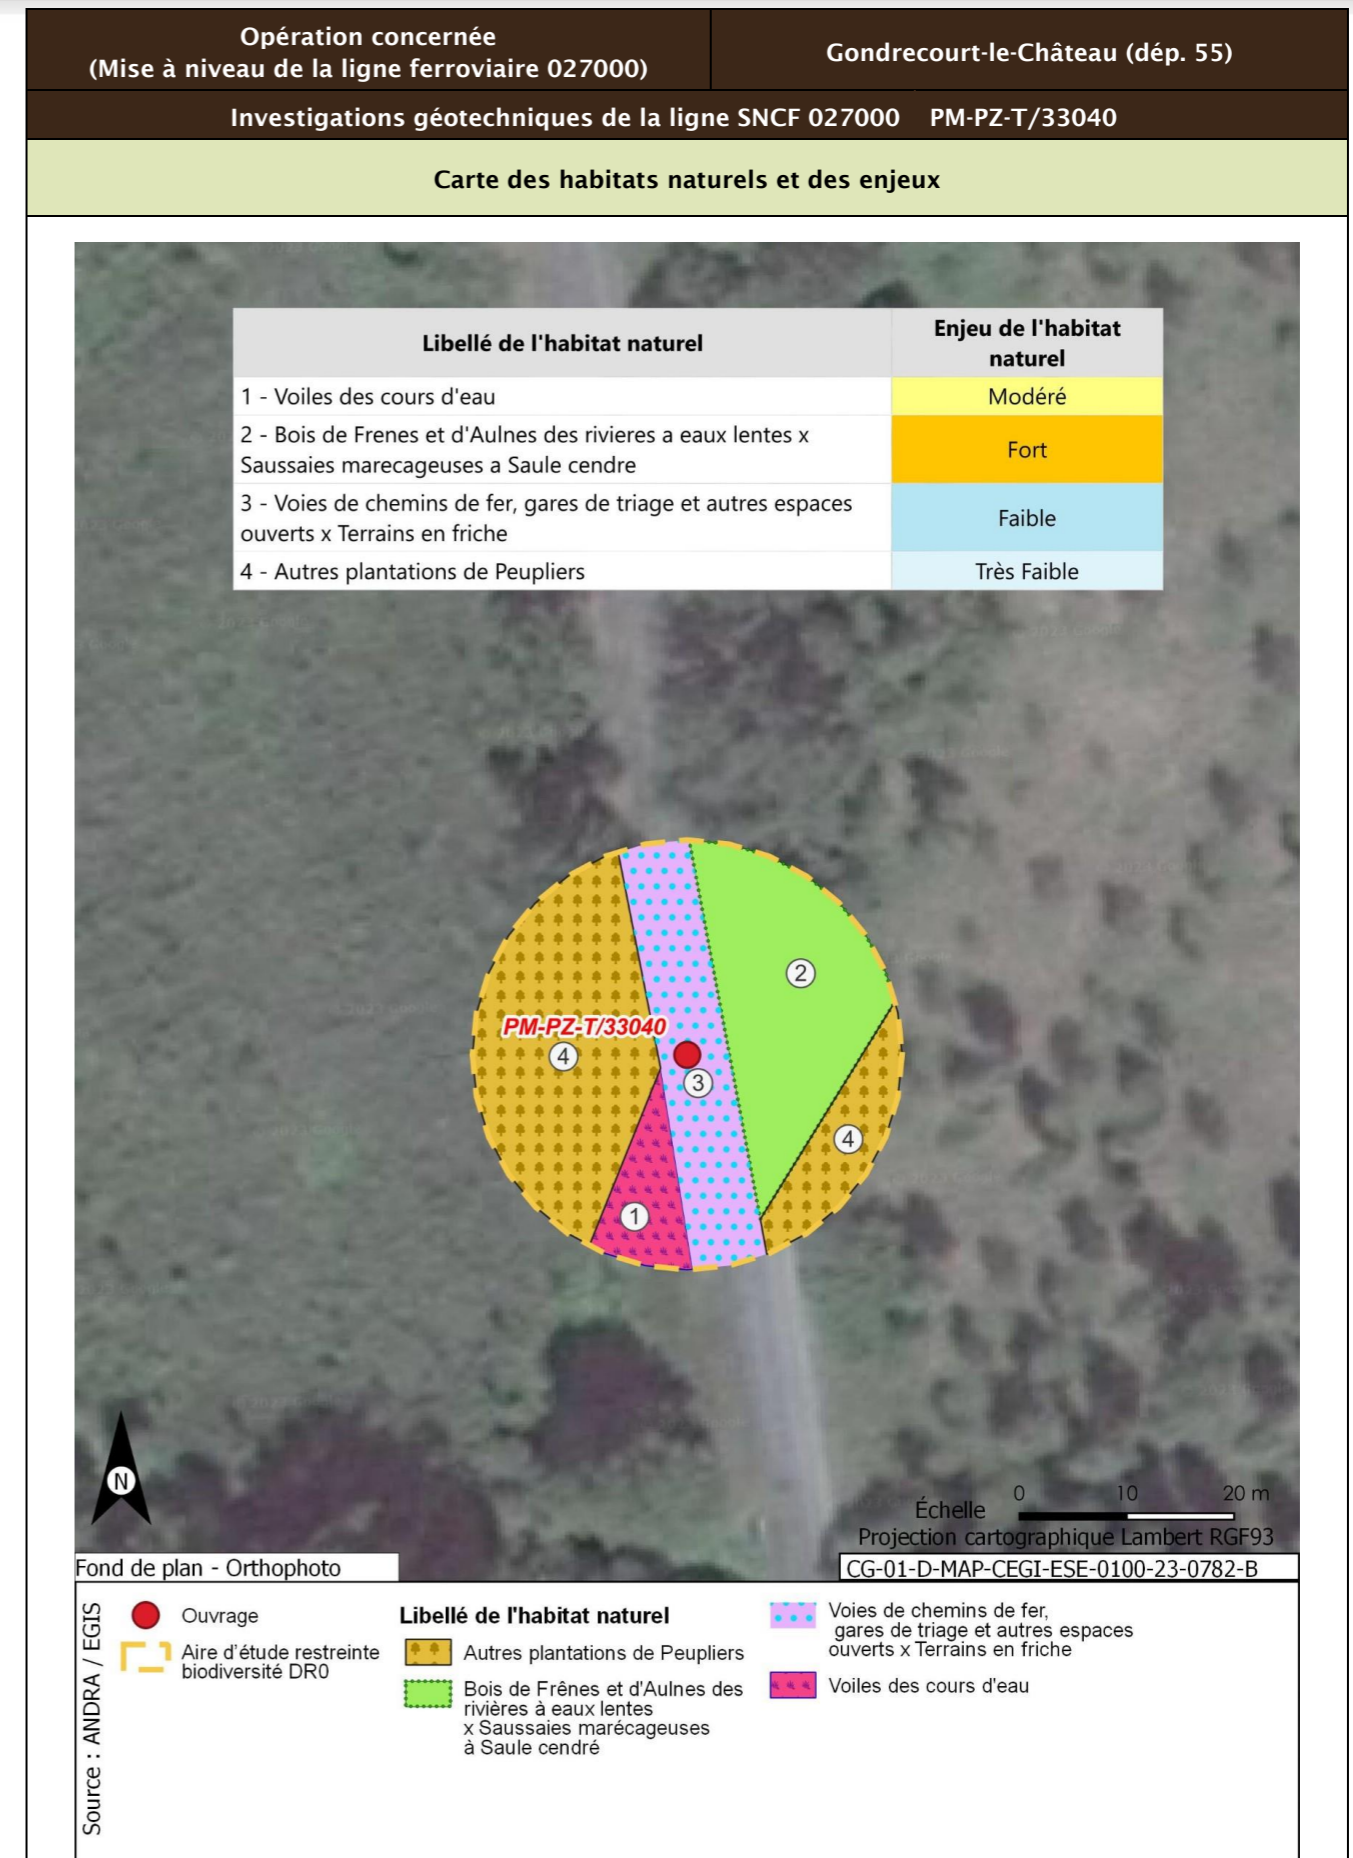 Opération concernée
(Mise à niveau de la ligne ferroviaire 027000)
Gondrecourt-le-Château (dép. 55)
Investigations géotechniques de la ligne SNCF 027000 PM-PZ-T/33040
Carte des habitats naturels et des enjeux
Libellé de l'habitat naturel
Enjeu de l'habitat
naturel
1 - Voiles des cours d'eau
Modéré
2 - Bois de Frenes et d'Aulnes des rivieres a eaux lentes x
Saussaies marecageuses a Saule cendre
Fort
3 - Voies de chemins de fer, gares de triage et autres espaces
ouverts x Terrains en friche
Faible
4 - Autres plantations de Peupliers
Très Faible
2
PM-PZ-T/33040
4
3
4
1
N
0 10 20 m
Échelle
Projection cartographique Lambert RGF93
Fond de plan - Orthophoto
CG-01-D-MAP-CEGI-ESE-0100-23-0782-B
Source : ANDRA / EGIS
Ouvrage
Aire d'étude restreinte
biodiversité DR0
Libellé de l'habitat naturel
Autres plantations de Peupliers
Bois de Frênes et d'Aulnes des
rivières à eaux lentes
x Saussaies marécageuses
à Saule cendré
Voies de chemins de fer,
gares de triage et autres espaces
ouverts x Terrains en friche
Voiles des cours d'eau